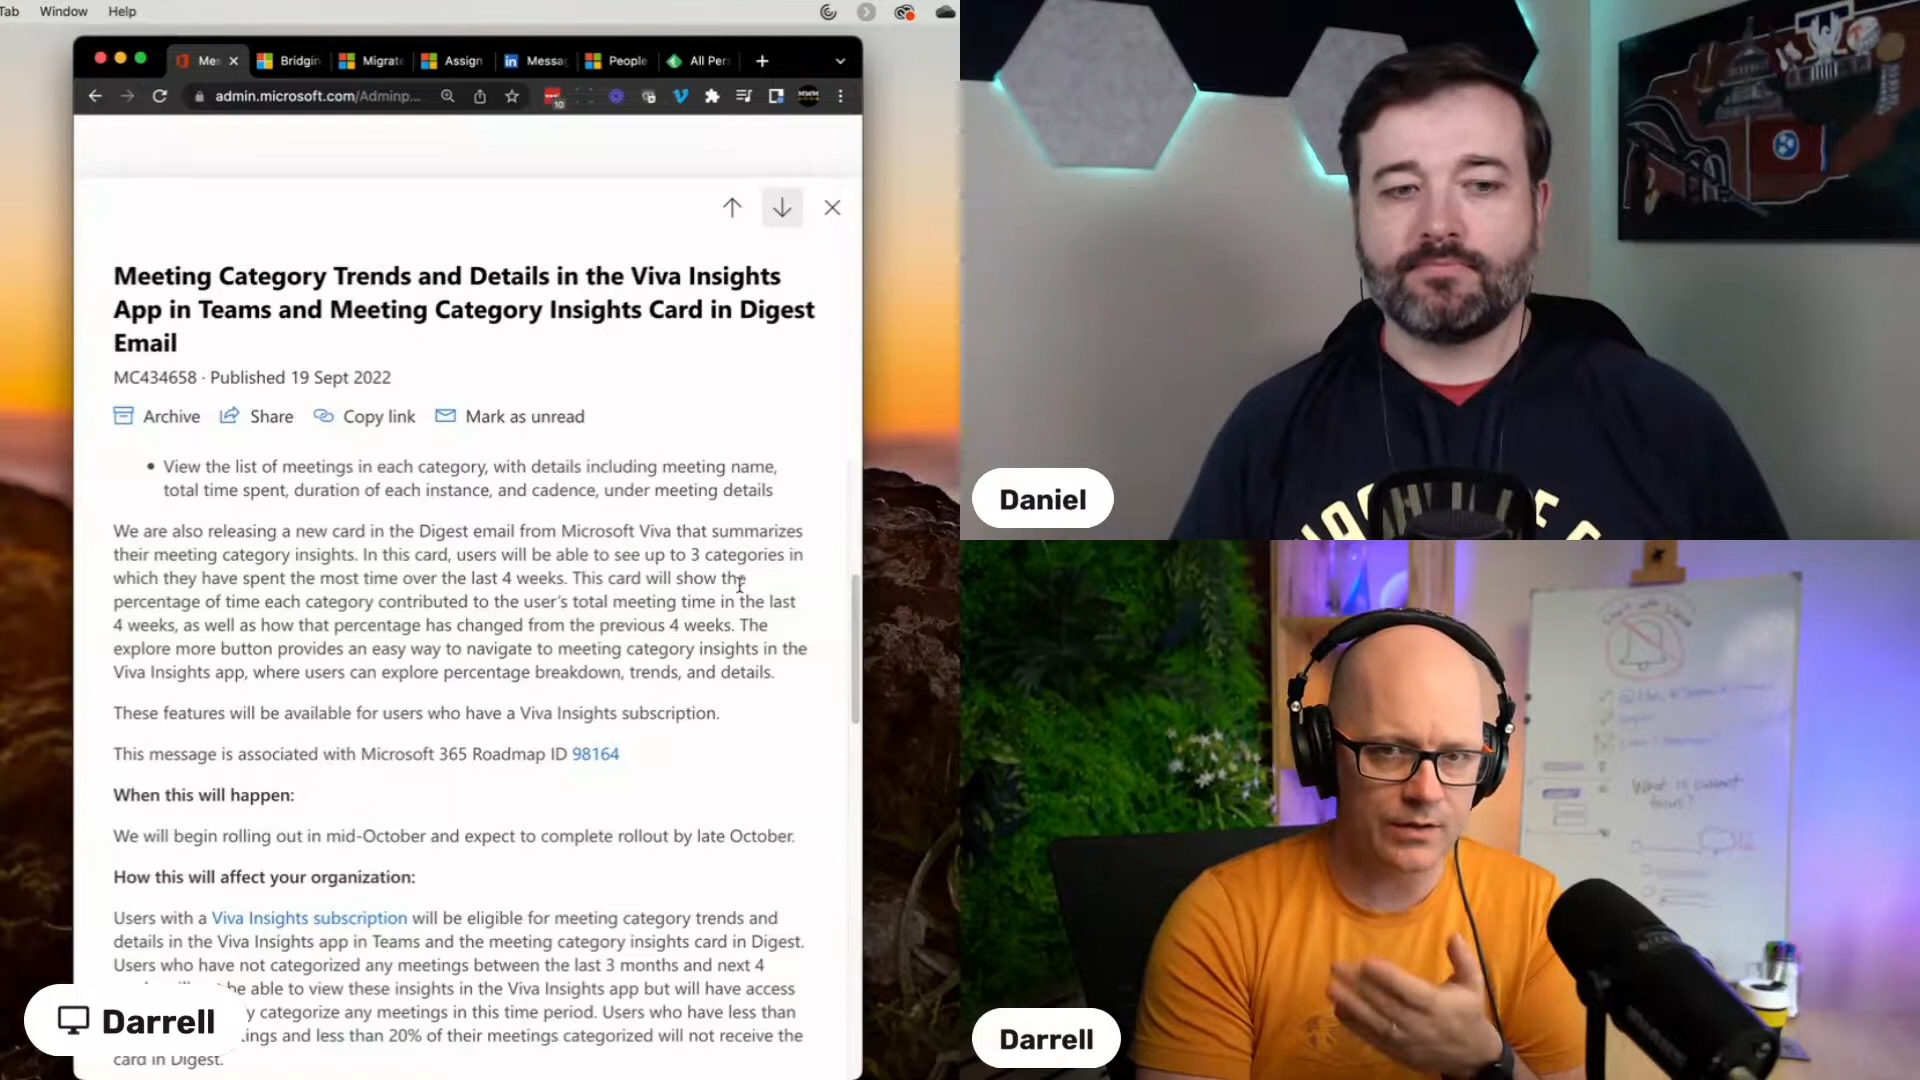 Tab Window Help
Mes Bridgin Migrat Assign Messa People All Per
admin.microsoft.com/Adminp...
10
MWM
Meeting Category Trends and Details in the Viva Insights
App in Teams and Meeting Category Insights Card in Digest
Email
MC434658 · Published 19 Sept 2022
Archive Share Copy link Mark as unread
• View the list of meetings in each category, with details including meeting name,
total time spent, duration of each instance, and cadence, under meeting details
We are also releasing a new card in the Digest email from Microsoft Viva that summarizes
their meeting category insights. In this card, users will be able to see up to 3 categories in
which they have spent the most time over the last 4 weeks. This card will show the
percentage of time each category contributed to the user's total meeting time in the last
4 weeks, as well as how that percentage has changed from the previous 4 weeks. The
explore more button provides an easy way to navigate to meeting category insights in the
Viva Insights app, where users can explore percentage breakdown, trends, and details.
These features will be available for users who have a Viva Insights subscription.
This message is associated with Microsoft 365 Roadmap ID 98164
When this will happen:
We will begin rolling out in mid-October and expect to complete rollout by late October.
How this will affect your organization:
Users with a Viva Insights subscription will be eligible for meeting category trends and
details in the Viva Insights app in Teams and the meeting category insights card in Digest.
Users who have not categorized any meetings between the last 3 months and next 4
be able to view these insights in the Viva Insights app but will have access
y categorize any meetings in this time period. Users who have less than
tings and less than 20% of their meetings categorized will not receive the
card in Digest.
Darrell
Daniel
What is current
focus?
Darrell